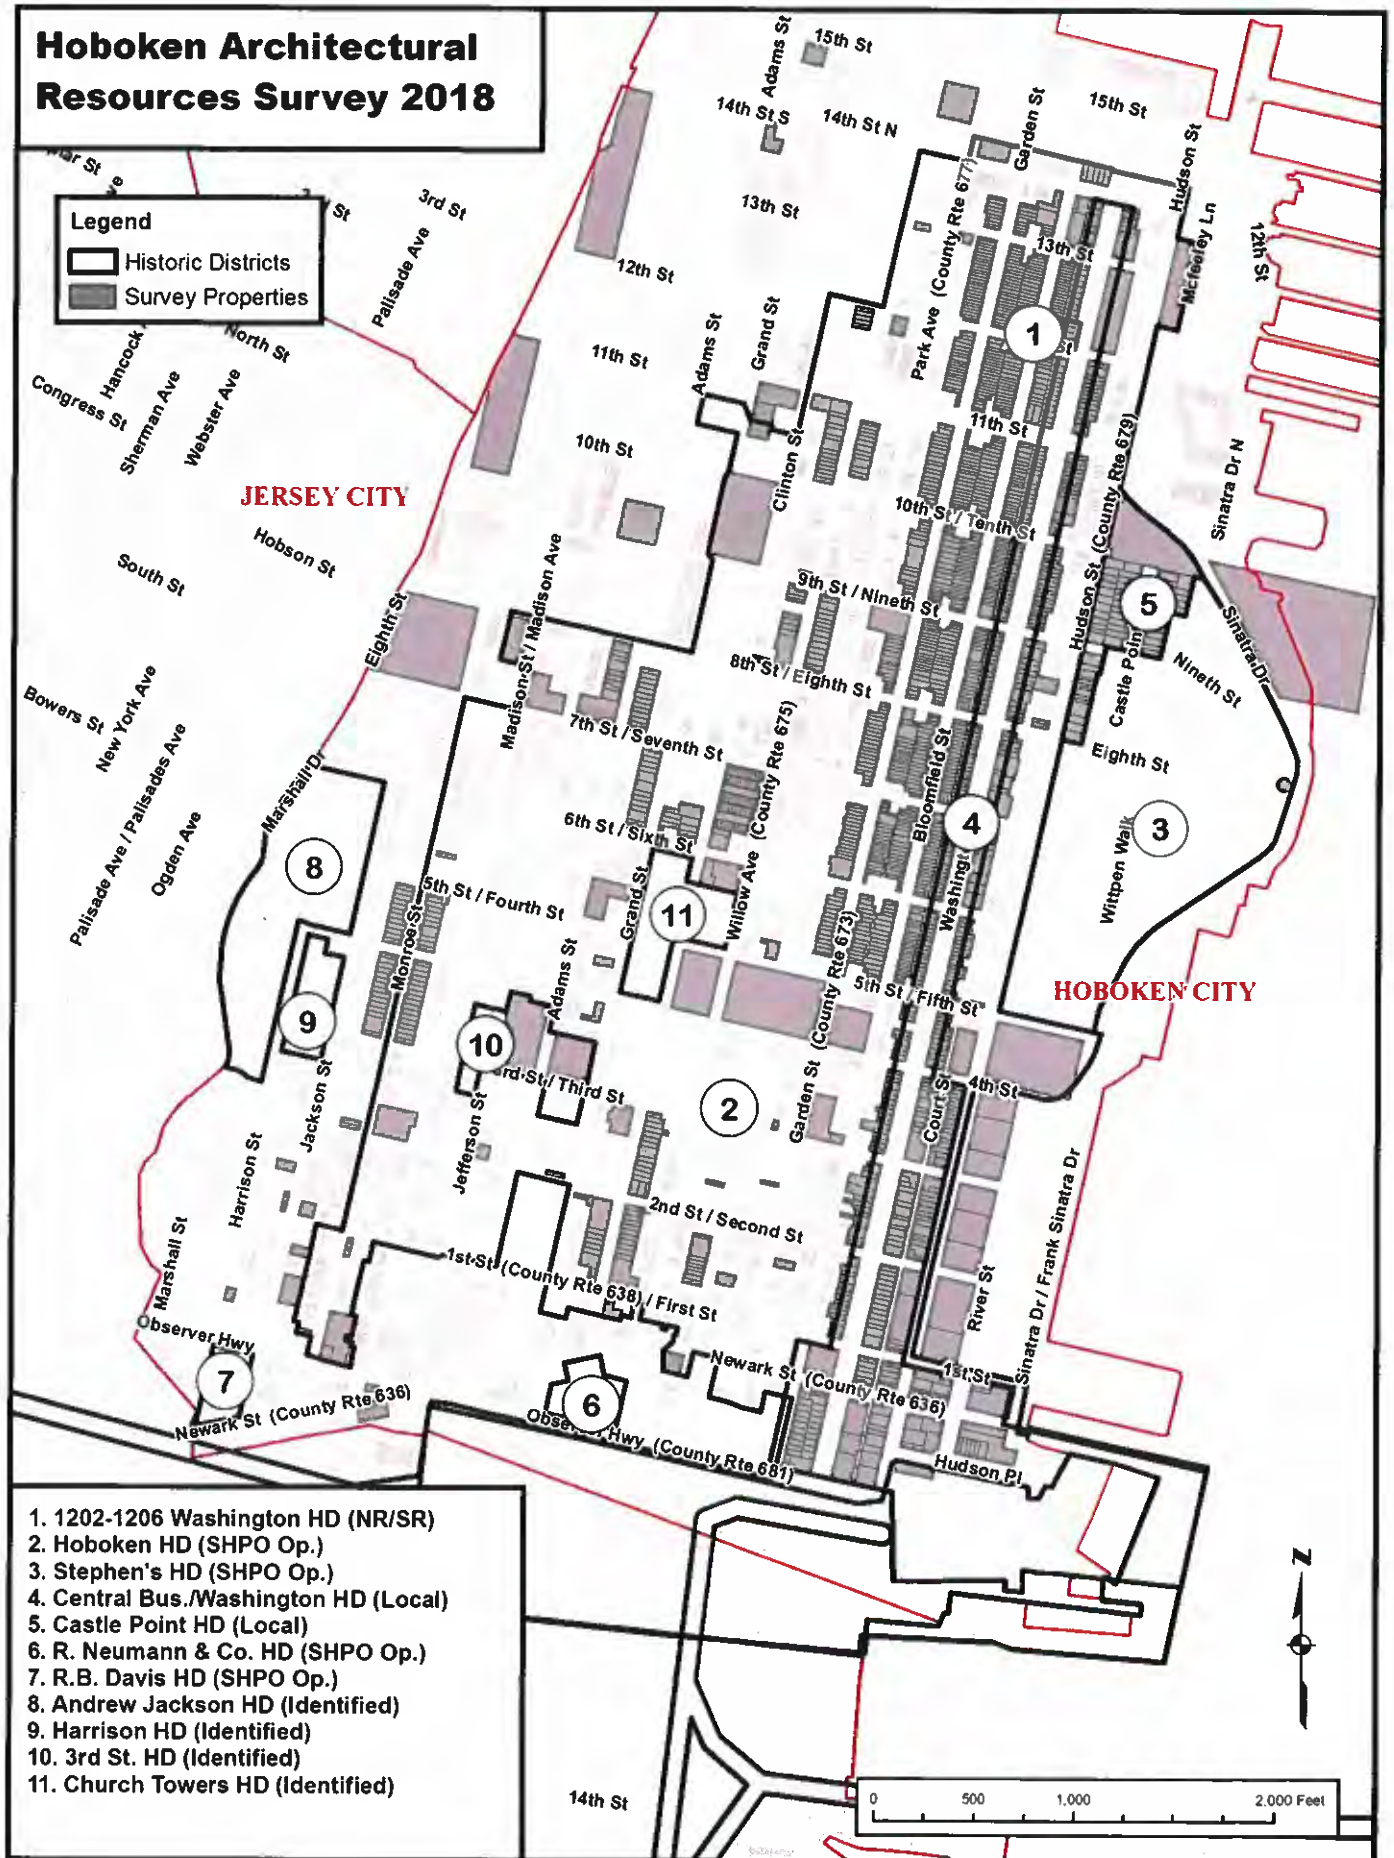 Hoboken Architectural
Resources Survey 2018
Legend
Historic Districts
Survey Properties
15th St
Adams St
14th St S
14th St N
Garden St
15th St
Hudson St
3rd St
Palisade Ave
13th St
Park Ave (County Rte 677)
13th St
Mcfeeley Ln
12th St
12th St
North St
Hancock
Congress St
Sherman Ave
Webster Ave
11th St
Adams St
Grand St
1
St
11th St
10th St
Clinton St
JERSEY CITY
Hudson St (County Rte 679)
Sinatra Dr N
10th St / Tenth St
Hobson St
South St
Eighth St
Madison St / Madison Ave
9th St / Nineth St
5
Castle Poin
Sinatra Dr
Nineth St
8th St / Eighth St
Bowers St
New York Ave
Palisade Ave / Palisades Ave
Ogden Ave
7th St / Seventh St
Willow Ave (County Rte 675)
Bloomfield St
Eighth St
Marshall Dr
6th St / Sixth St
4
Washingt
3
Wittpen Walk
8
5th St / Fourth St
Monroe St
Grand St
11
Adams St
Garden St (County Rte 673)
5th St / Fifth St
HOBOKEN CITY
9
10
rd St / Third St
2
Court St
4th St
Jackson St
Jefferson St
Harrison St
Marshall St
2nd St / Second St
River St
Sinatra Dr / Frank Sinatra Dr
1st St (County Rte 638) / First St
Observer Hwy
7
Newark St (County Rte 636)
6
Newark St (County Rte 636)
1st St
Observer Hwy (County Rte 681)
Hudson Pl
1. 1202-1206 Washington HD (NR/SR)
2. Hoboken HD (SHPO Op.)
3. Stephen's HD (SHPO Op.)
4. Central Bus./Washington HD (Local)
5. Castle Point HD (Local)
6. R. Neumann & Co. HD (SHPO Op.)
7. R.B. Davis HD (SHPO Op.)
8. Andrew Jackson HD (Identified)
9. Harrison HD (Identified)
10. 3rd St. HD (Identified)
11. Church Towers HD (Identified)
14th St
N
0 500 1,000 2,000 Feet